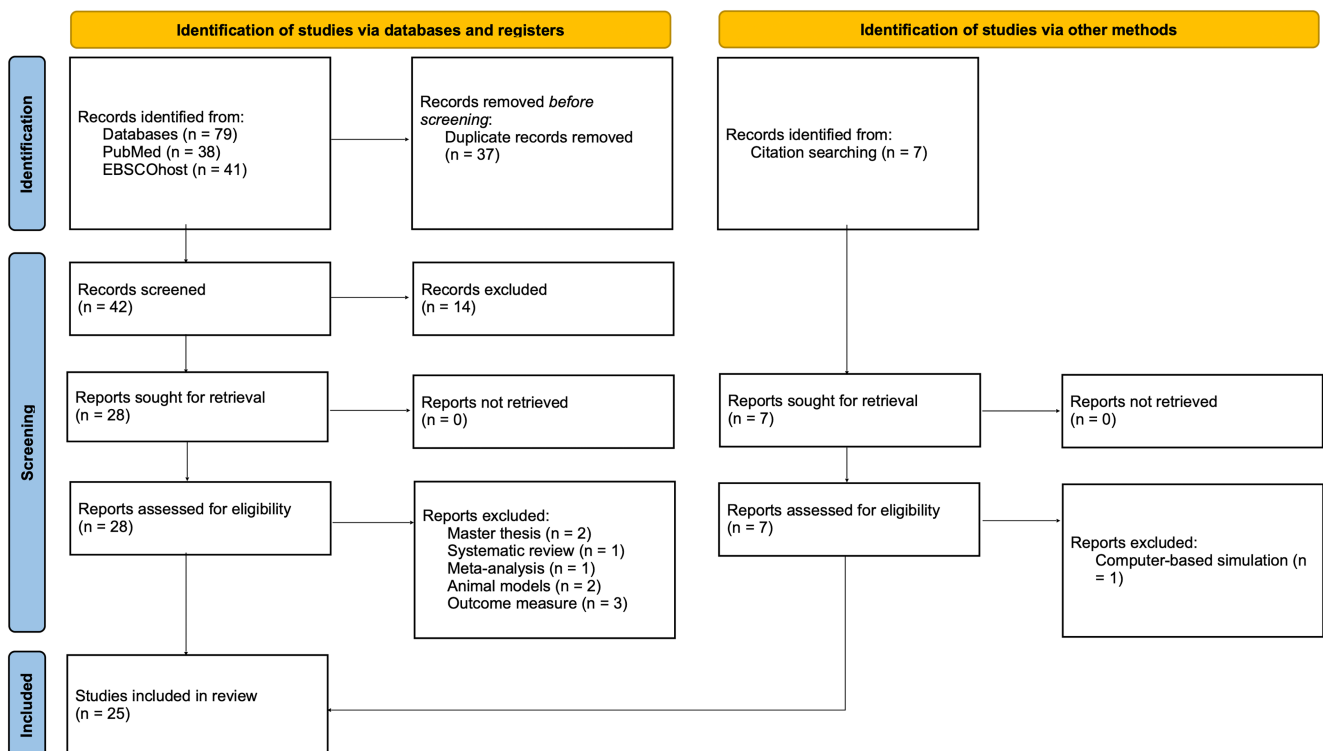 Identification of studies via databases and registers
Identification of studies via other methods
Identification
Records identified from:
Databases (n = 79)
PubMed (n = 38)
EBSCOhost (n = 41)
Records removed before
screening:
Duplicate records removed
(n = 37)
Records identified from:
Citation searching (n = 7)
Screening
Records screened
(n = 42)
Records excluded
(n = 14)
Reports sought for retrieval
(n = 28)
Reports not retrieved
(n = 0)
Reports sought for retrieval
(n = 7)
Reports not retrieved
(n = 0)
Reports assessed for eligibility
(n = 28)
Reports excluded:
Master thesis (n = 2)
Systematic review (n = 1)
Meta-analysis (n = 1)
Animal models (n = 2)
Outcome measure (n = 3)
Reports assessed for eligibility
(n = 7)
Reports excluded:
Computer-based simulation (n
= 1)
Included
Studies included in review
(n = 25)